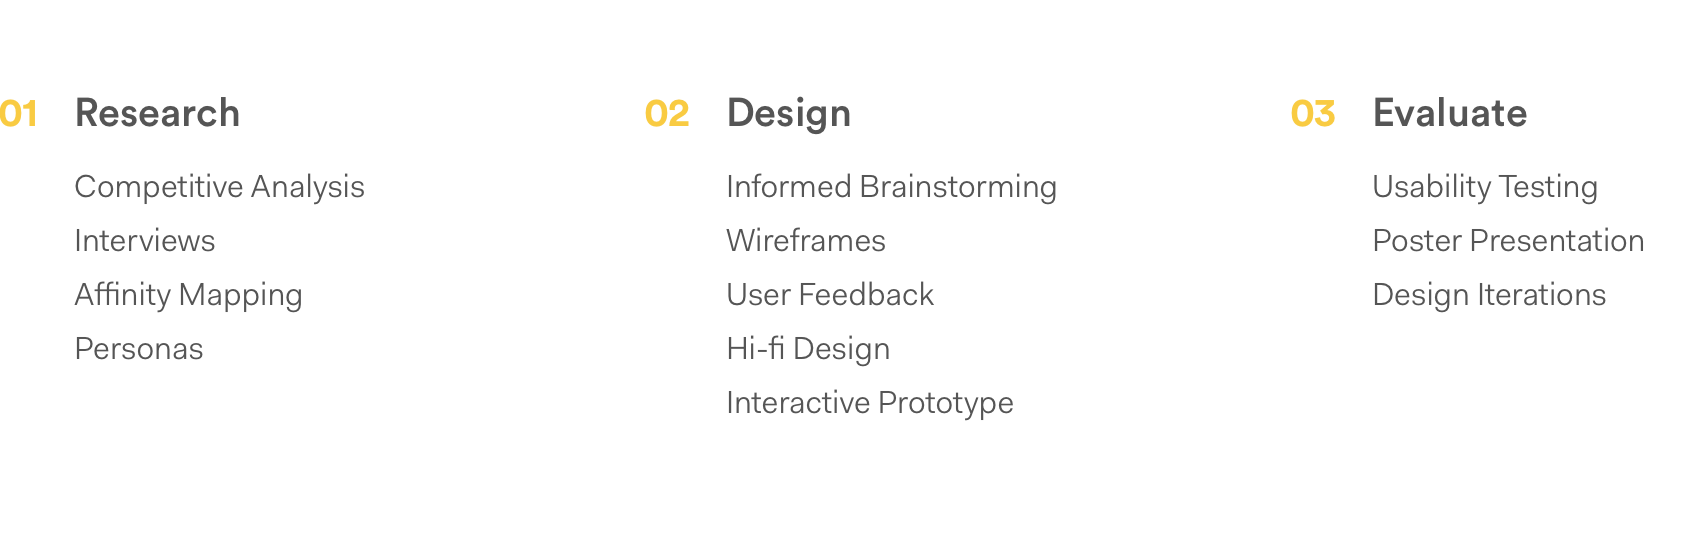 01 Research
Competitive Analysis
Interviews
Affinity Mapping
Personas
02 Design
Informed Brainstorming
Wireframes
User Feedback
Hi-fi Design
Interactive Prototype
03 Evaluate
Usability Testing
Poster Presentation
Design Iterations